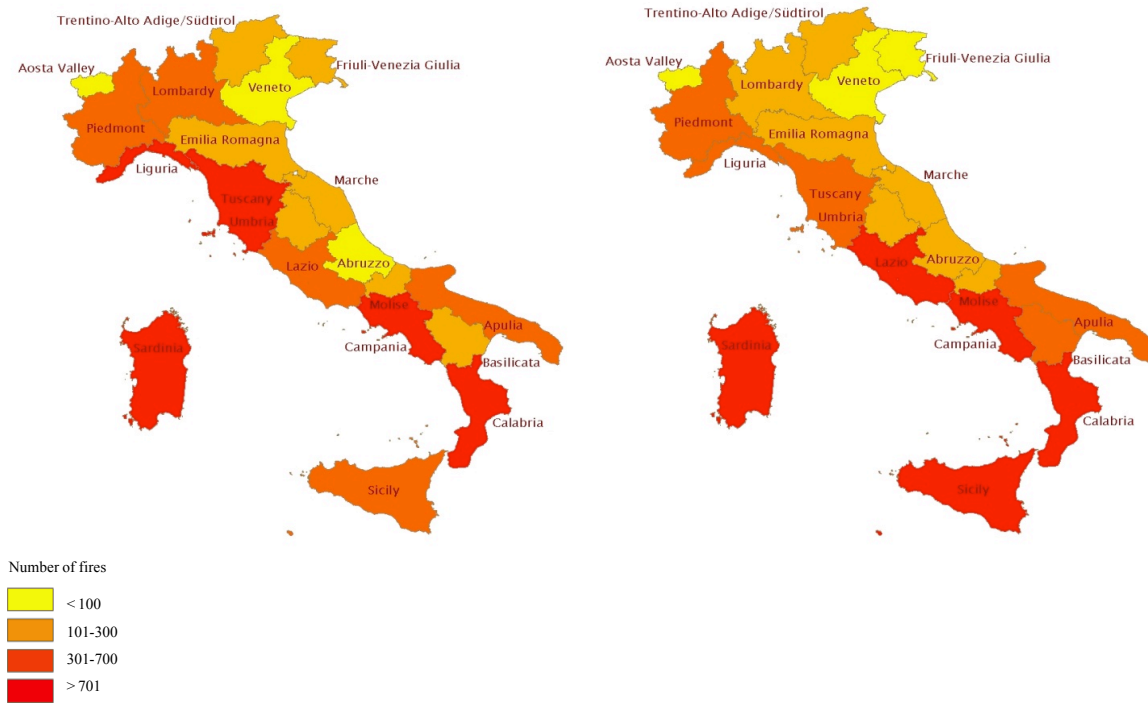 Trentino-Alto Adige/Südtirol
Aosta Valley
Friuli-Venezia Giulia
Lombardy
Veneto
Piedmont
Emilia Romagna
Liguria
Marche
Tuscany
Umbria
Lazio
Abruzzo
Molise
Apulia
Campania
Basilicata
Sardinia
Calabria
Sicily
Trentino-Alto Adige/Südtirol
Aosta Valley
Friuli-Venezia Giulia
Lombardy
Veneto
Piedmont
Emilia Romagna
Liguria
Marche
Tuscany
Umbria
Lazio
Abruzzo
Molise
Apulia
Campania
Basilicata
Sardinia
Calabria
Sicily
Number of fires
< 100
101-300
301-700
> 701